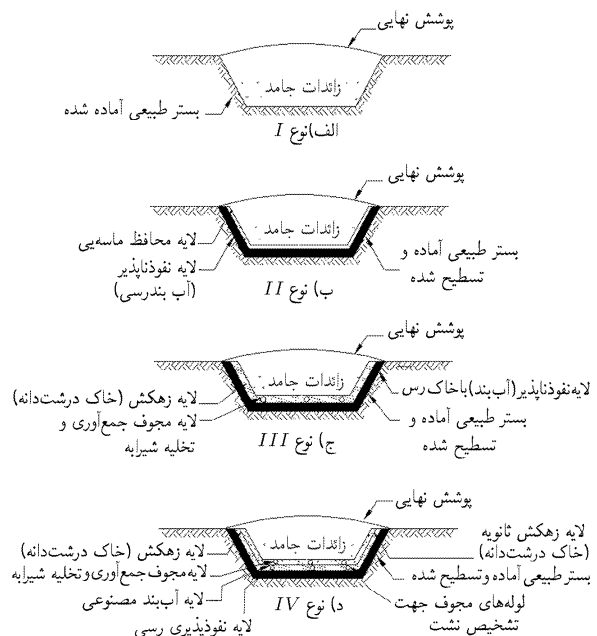 پوشش نهایی
زائدات جامد
بستر طبیعی آماده شده
الف)نوع I
پوشش نهایی
زائدات جامد
لایه محافظ ماسه‌یی
لایه نفوذناپذیر
(آب بندرسی)
بستر طبیعی آماده و
تسطیح شده
ب) نوع II
پوشش نهایی
زائدات جامد
لایه‌نفوذناپذیر(آب‌بند)باخاک‌رس
بستر طبیعی آماده و
تسطیح شده
لایه زهکش (خاک درشت‌دانه)
لایه مجوف جمع‌آوری و
تخلیه شیرابه
ج) نوع III
پوشش نهایی
زائدات جامد
لایه زهکش ثانویه
(خاک درشت‌دانه)
بستر طبیعی آماده‌وتسطیح شده
لوله‌های مجوف جهت
تشخیص نشت
لایه زهکش (خاک درشت‌دانه)
لایه‌مجوف‌جمع‌آوری‌وتخلیه شیرابه
لایه آب‌بند مصنوعی
لایه نفوذپذیری رسی
د) نوع IV